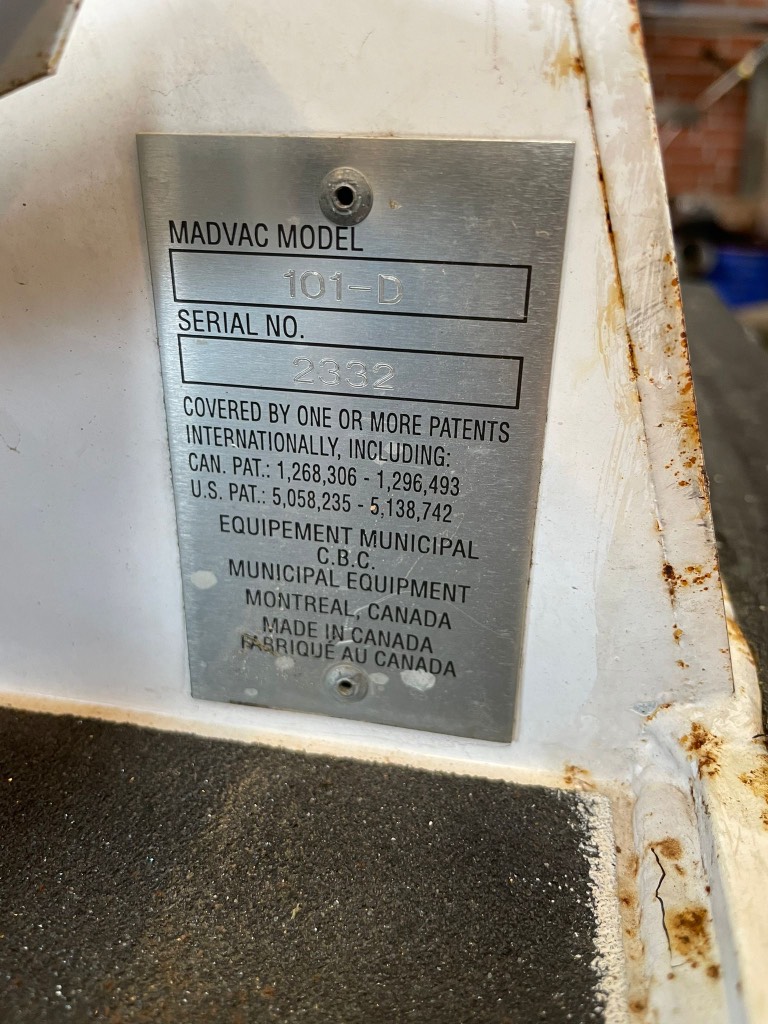 MADVAC MODEL
101-D
SERIAL NO.
2332
COVERED BY ONE OR MORE PATENTS
INTERNATIONALLY, INCLUDING:
CAN. PAT.: 1,268,306 - 1,296,493
U.S. PAT.: 5,058,235 - 5,138,742
EQUIPEMENT MUNICIPAL
C.B.C.
MUNICIPAL EQUIPMENT
MONTREAL, CANADA
MADE IN CANADA
FABRIQUÉ AU CANADA